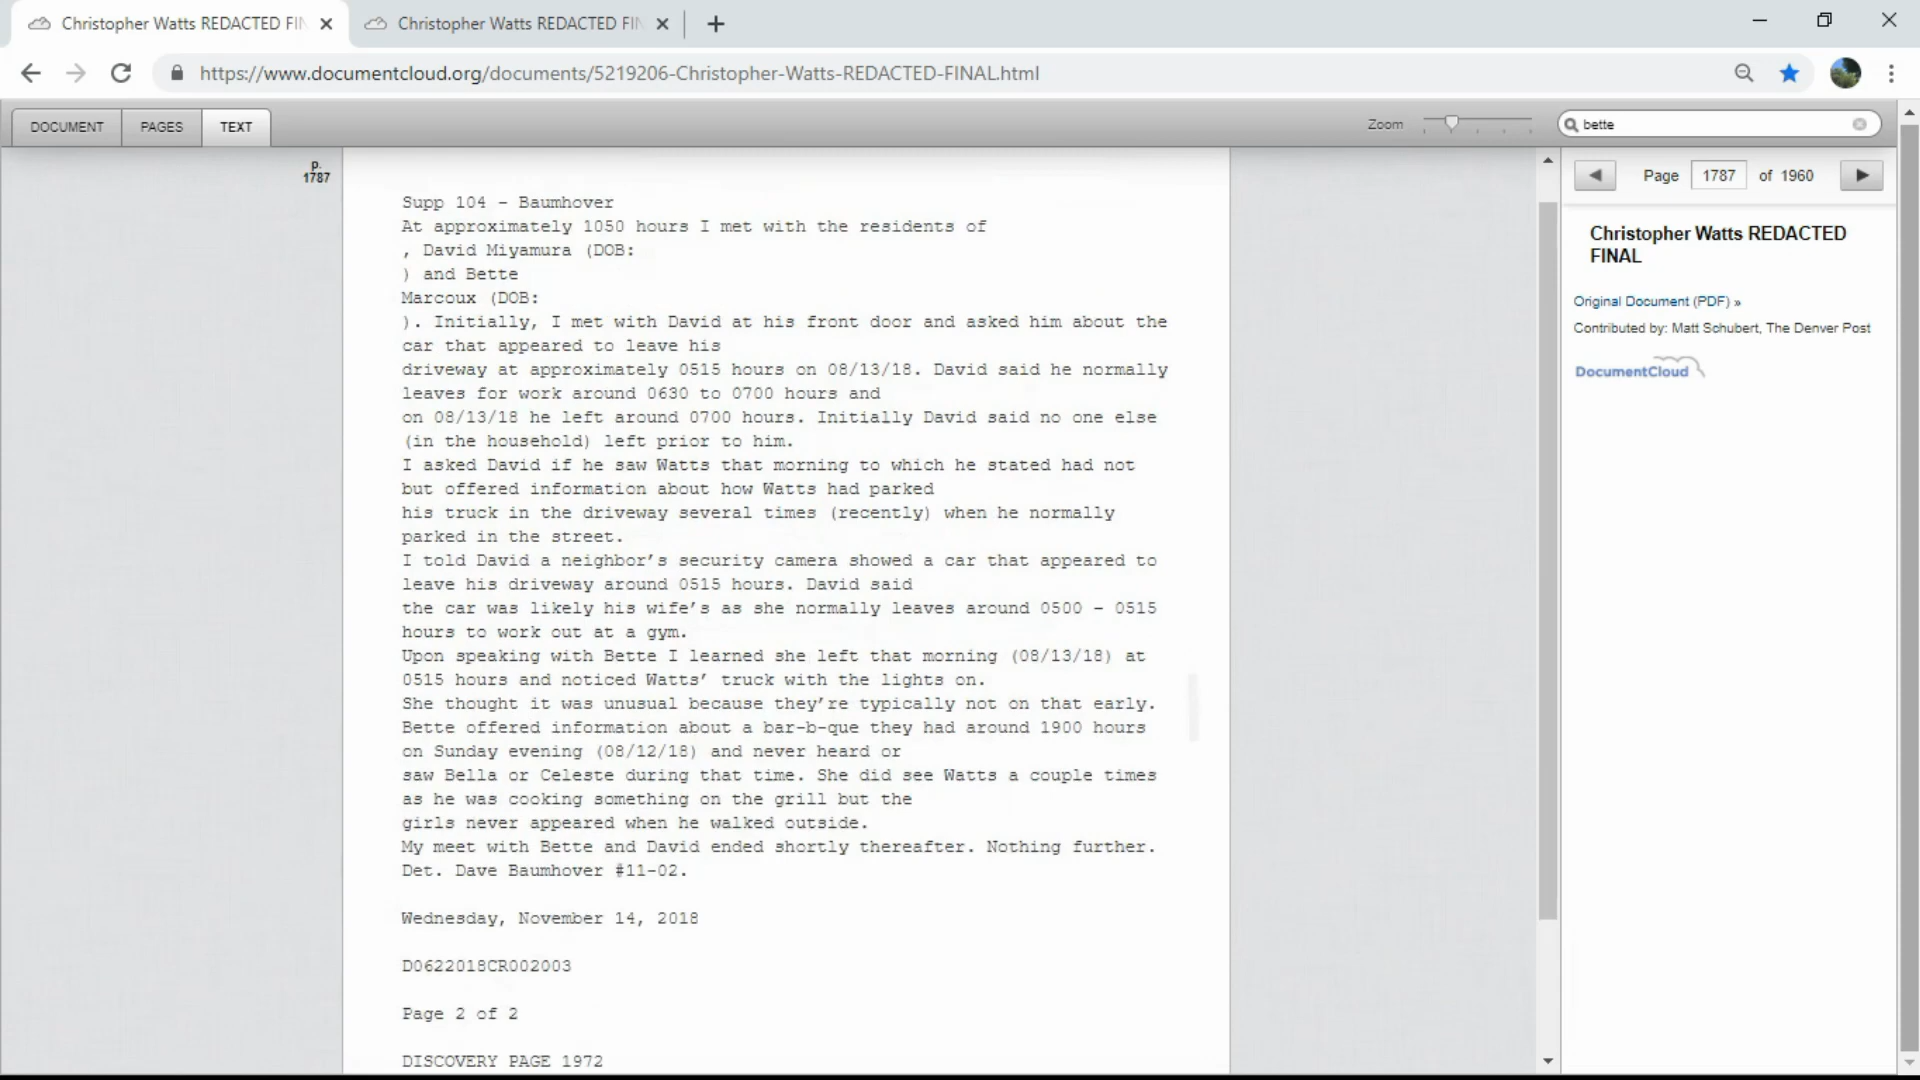 Christopher Watts REDACTED FIN
Christopher Watts REDACTED FIN
https://www.documentcloud.org/documents/5219206-Christopher-Watts-REDACTED-FINAL.html
DOCUMENT
PAGES
TEXT
Zoom
bette
p.
1787
Supp 104 - Baumhover
At approximately 1050 hours I met with the residents of
, David Miyamura (DOB:
) and Bette
Marcoux (DOB:
). Initially, I met with David at his front door and asked him about the
car that appeared to leave his
driveway at approximately 0515 hours on 08/13/18. David said he normally
leaves for work around 0630 to 0700 hours and
on 08/13/18 he left around 0700 hours. Initially David said no one else
(in the household) left prior to him.
I asked David if he saw Watts that morning to which he stated had not
but offered information about how Watts had parked
his truck in the driveway several times (recently) when he normally
parked in the street.
I told David a neighbor’s security camera showed a car that appeared to
leave his driveway around 0515 hours. David said
the car was likely his wife’s as she normally leaves around 0500 - 0515
hours to work out at a gym.
Upon speaking with Bette I learned she left that morning (08/13/18) at
0515 hours and noticed Watts’ truck with the lights on.
She thought it was unusual because they’re typically not on that early.
Bette offered information about a bar-b-que they had around 1900 hours
on Sunday evening (08/12/18) and never heard or
saw Bella or Celeste during that time. She did see Watts a couple times
as he was cooking something on the grill but the
girls never appeared when he walked outside.
My meet with Bette and David ended shortly thereafter. Nothing further.
Det. Dave Baumhover #11-02.
Wednesday, November 14, 2018
D0622018CR002003
Page 2 of 2
DISCOVERY PAGE 1972
Page 1787 of 1960
Christopher Watts REDACTED
FINAL
Original Document (PDF) »
Contributed by: Matt Schubert, The Denver Post
DocumentCloud